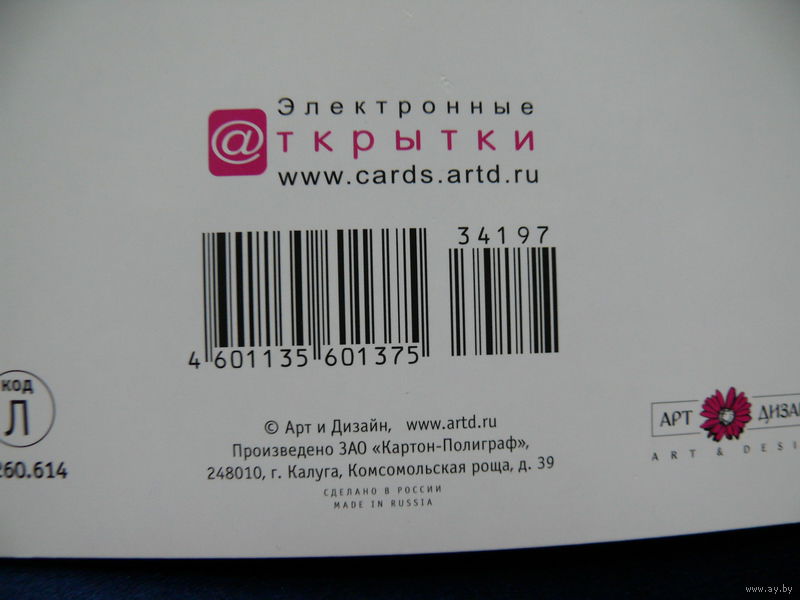 Электронные
@ткрытки
www.cards.artd.ru
34197
4 601135 601375
код
Л
260.614
© Арт и Дизайн, www.artd.ru
Произведено ЗАО «Картон-Полиграф»,
248010, г. Калуга, Комсомольская роща, д. 39
СДЕЛАНО В РОССИИ
MADE IN RUSSIA
АРТ ДИЗАЙ
ART & DESI
www.ay.by